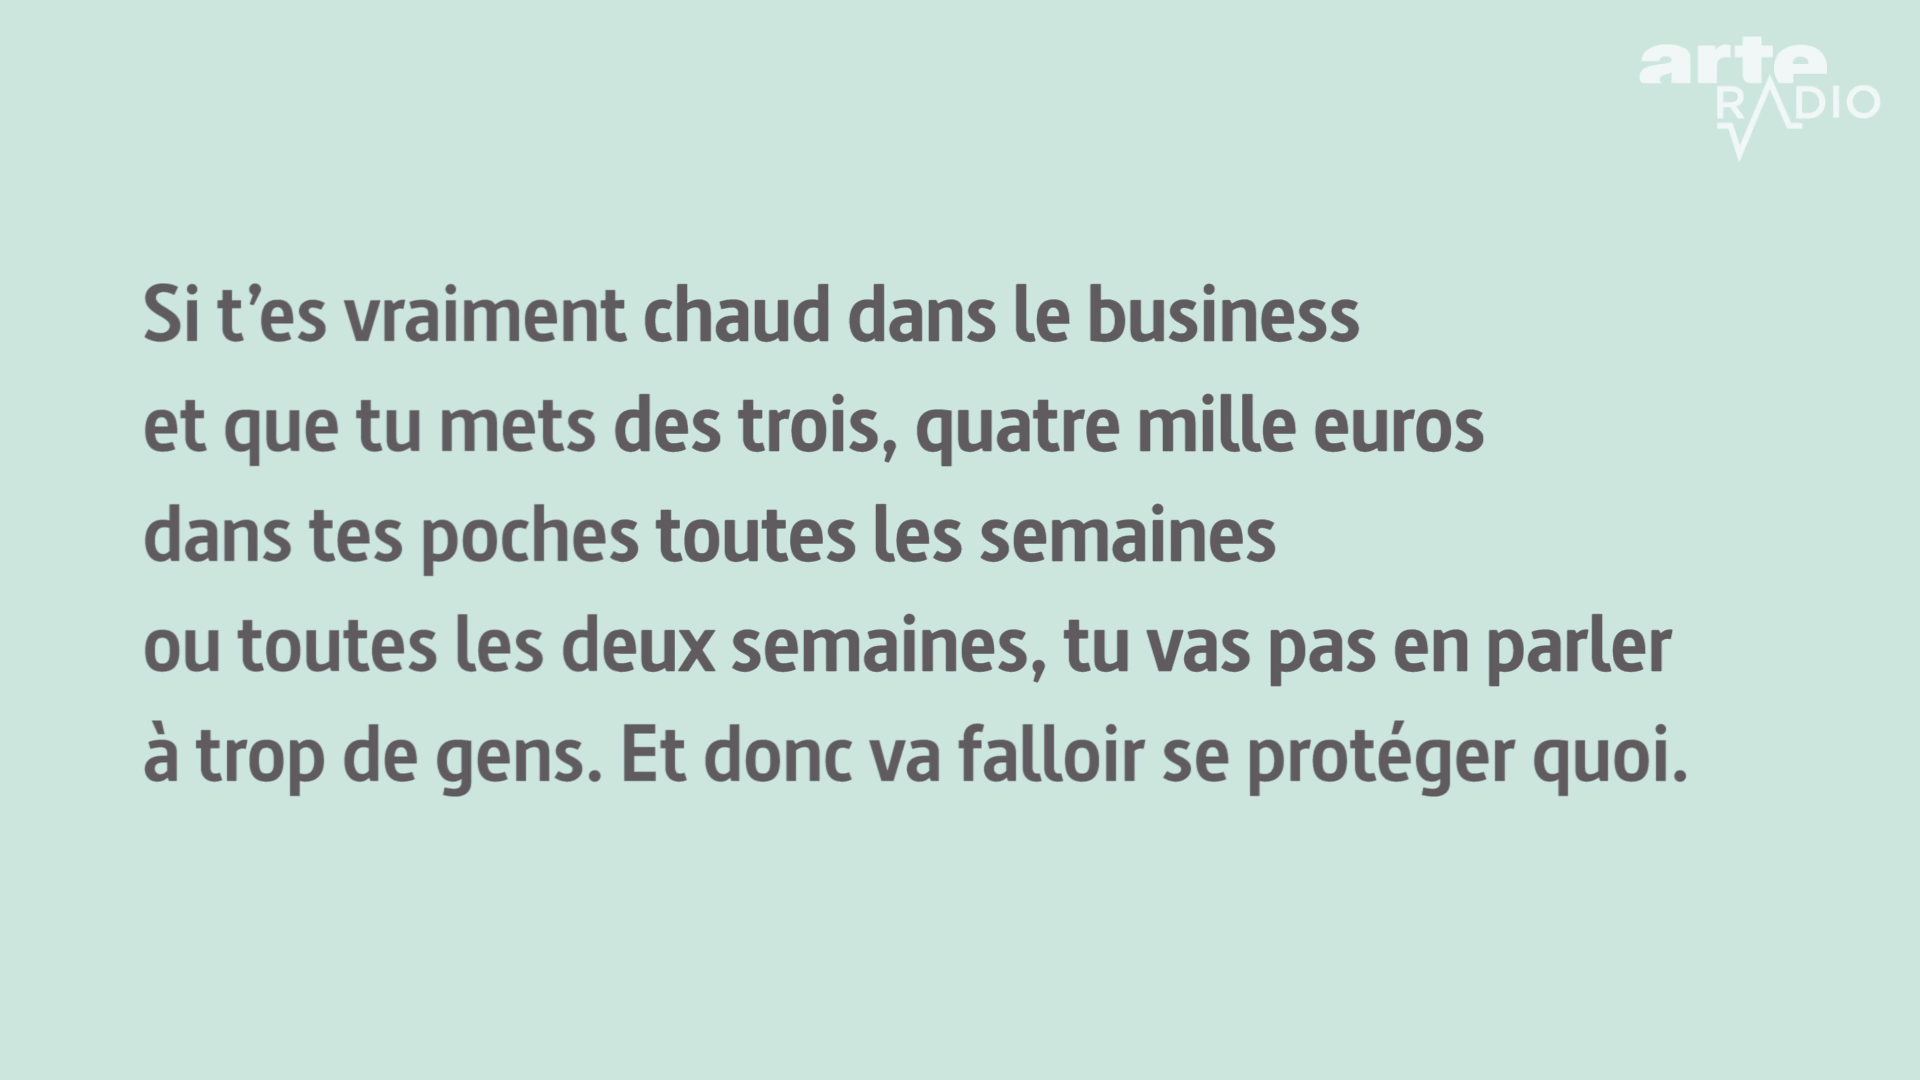 arte
RADIO
Si t’es vraiment chaud dans le business
et que tu mets des trois, quatre mille euros
dans tes poches toutes les semaines
ou toutes les deux semaines, tu vas pas en parler
à trop de gens. Et donc va falloir se protéger quoi.